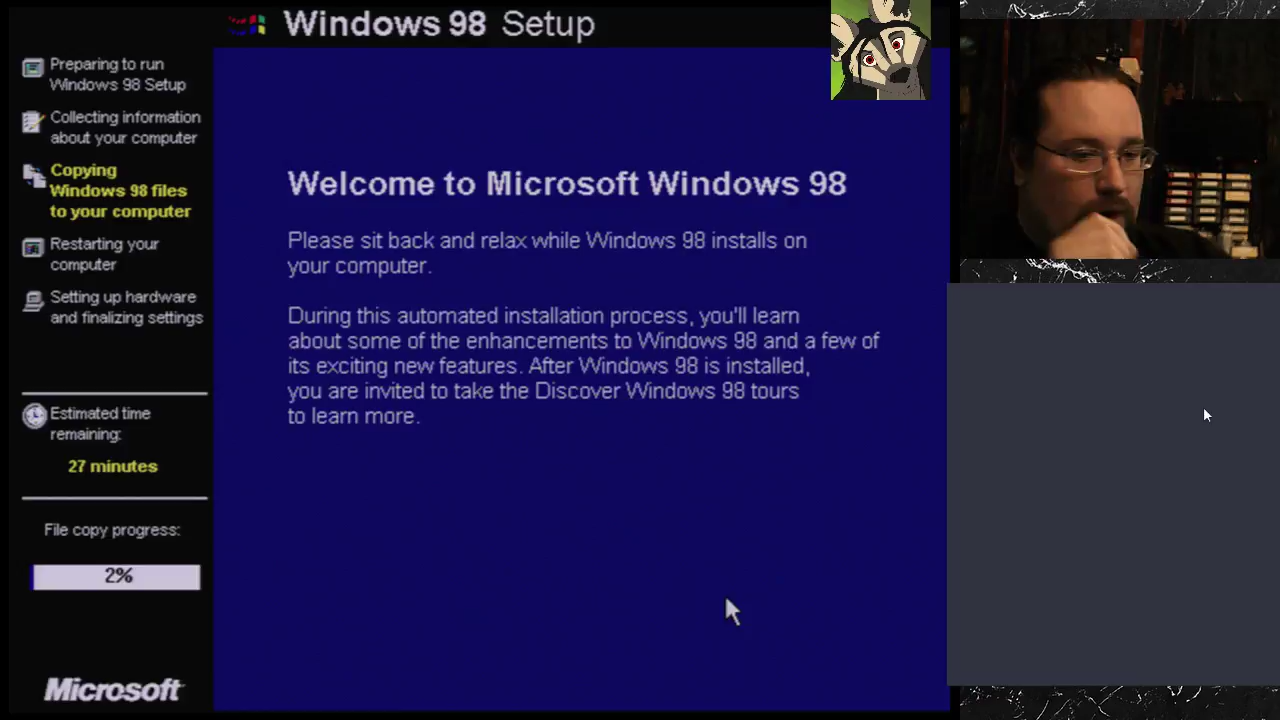 Windows 98 Setup
Preparing to run
Windows 98 Setup
Collecting information
about your computer
Copying
Windows 98 files
to your computer
Restarting your
computer
Setting up hardware
and finalizing settings
Estimated time
remaining:
27 minutes
File copy progress:
2%
Microsoft
Welcome to Microsoft Windows 98
Please sit back and relax while Windows 98 installs on
your computer.
During this automated installation process, you'll learn
about some of the enhancements to Windows 98 and a few of
its exciting new features. After Windows 98 is installed,
you are invited to take the Discover Windows 98 tours
to learn more.